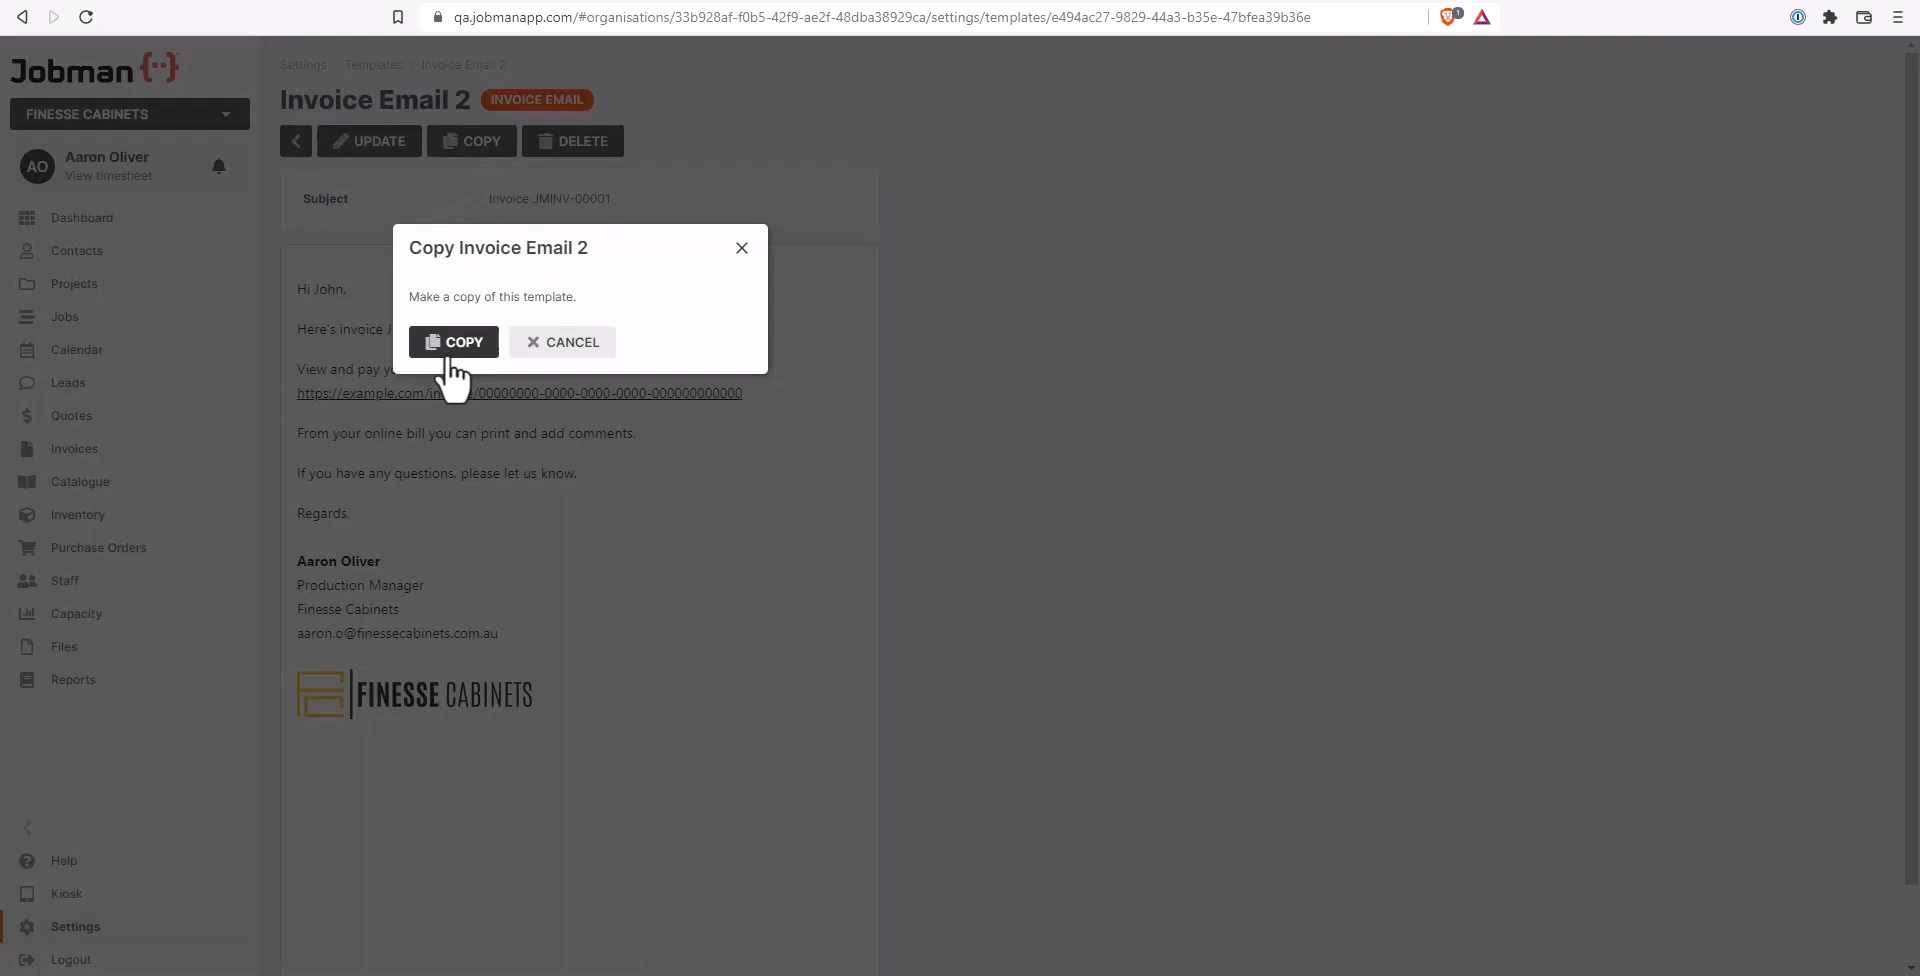 qa.jobmanapp.com/#organisations/33b928af-f0b5-42f9-ae2f-48dba38929ca/settings/templates/e494ac27-9829-44a3-b35e-47bfea39b36e
1
Jobman
FINESSE CABINETS
AO
Aaron Oliver
View timesheet
Dashboard
Contacts
Projects
Jobs
Calendar
Leads
Quotes
Invoices
Catalogue
Inventory
Purchase Orders
Staff
Capacity
Files
Reports
Help
Kiosk
Settings
Logout
Settings Templates Invoice Email 2
Invoice Email 2 INVOICE EMAIL
UPDATE COPY DELETE
Subject Invoice JMINV-00001
Copy Invoice Email 2
Make a copy of this template.
COPY CANCEL
Hi John,
Here's invoice
View and pay
https://example.com/in /00000000-0000-0000-0000-000000000000
From your online bill you can print and add comments.
If you have any questions, please let us know.
Regards,
Aaron Oliver
Production Manager
Finesse Cabinets
aaron.o@finessecabinets.com.au
FINESSE CABINETS